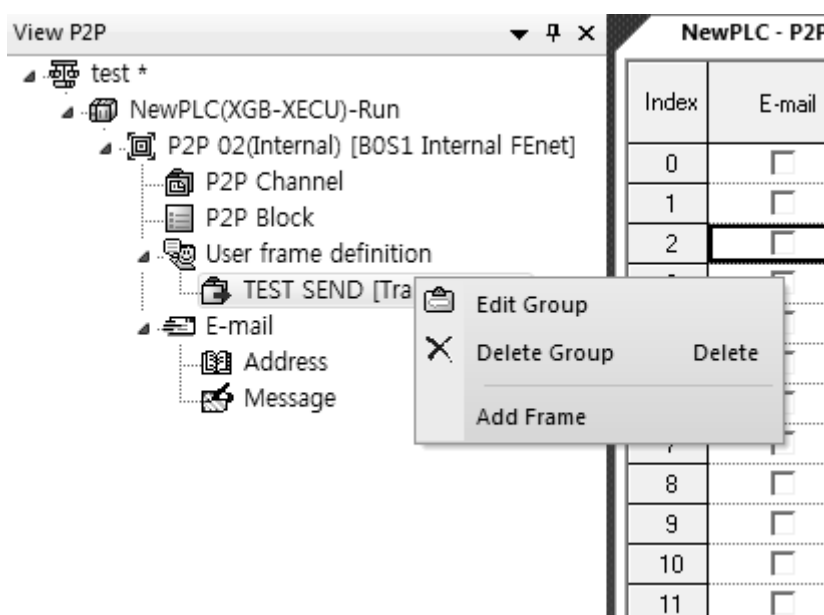 View P2P
NewPLC - P2P
test *
NewPLC(XGB-XECU)-Run
P2P 02(Internal) [B0S1 Internal FEnet]
P2P Channel
P2P Block
User frame definition
TEST SEND [Tra
E-mail
Address
Message
Edit Group
Delete Group Delete
Add Frame
Index E-mail
0
1
2
8
9
10
11